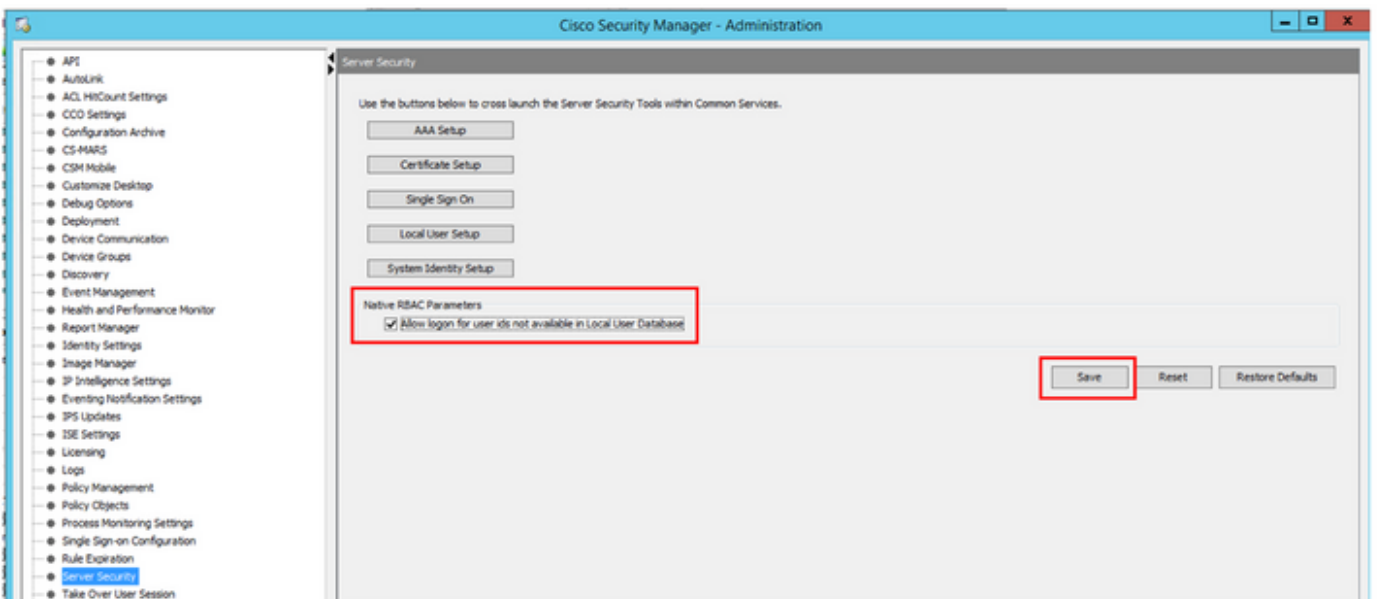 Cisco Security Manager - Administration
API
AutoLink
ACL HitCount Settings
CCO Settings
Configuration Archive
CS-MARS
CSM Mobile
Customize Desktop
Debug Options
Deployment
Device Communication
Device Groups
Discovery
Event Management
Health and Performance Monitor
Report Manager
Identity Settings
Image Manager
IP Intelligence Settings
Eventing Notification Settings
IPS Updates
ISE Settings
Licensing
Logs
Policy Management
Policy Objects
Process Monitoring Settings
Single Sign-on Configuration
Rule Expiration
Server Security
Take Over User Session
Server Security
Use the buttons below to cross launch the Server Security Tools within Common Services.
AAA Setup
Certificate Setup
Single Sign On
Local User Setup
System Identity Setup
Native RBAC Parameters
Allow logon for user ids not available in Local User Database
Save Reset Restore Defaults